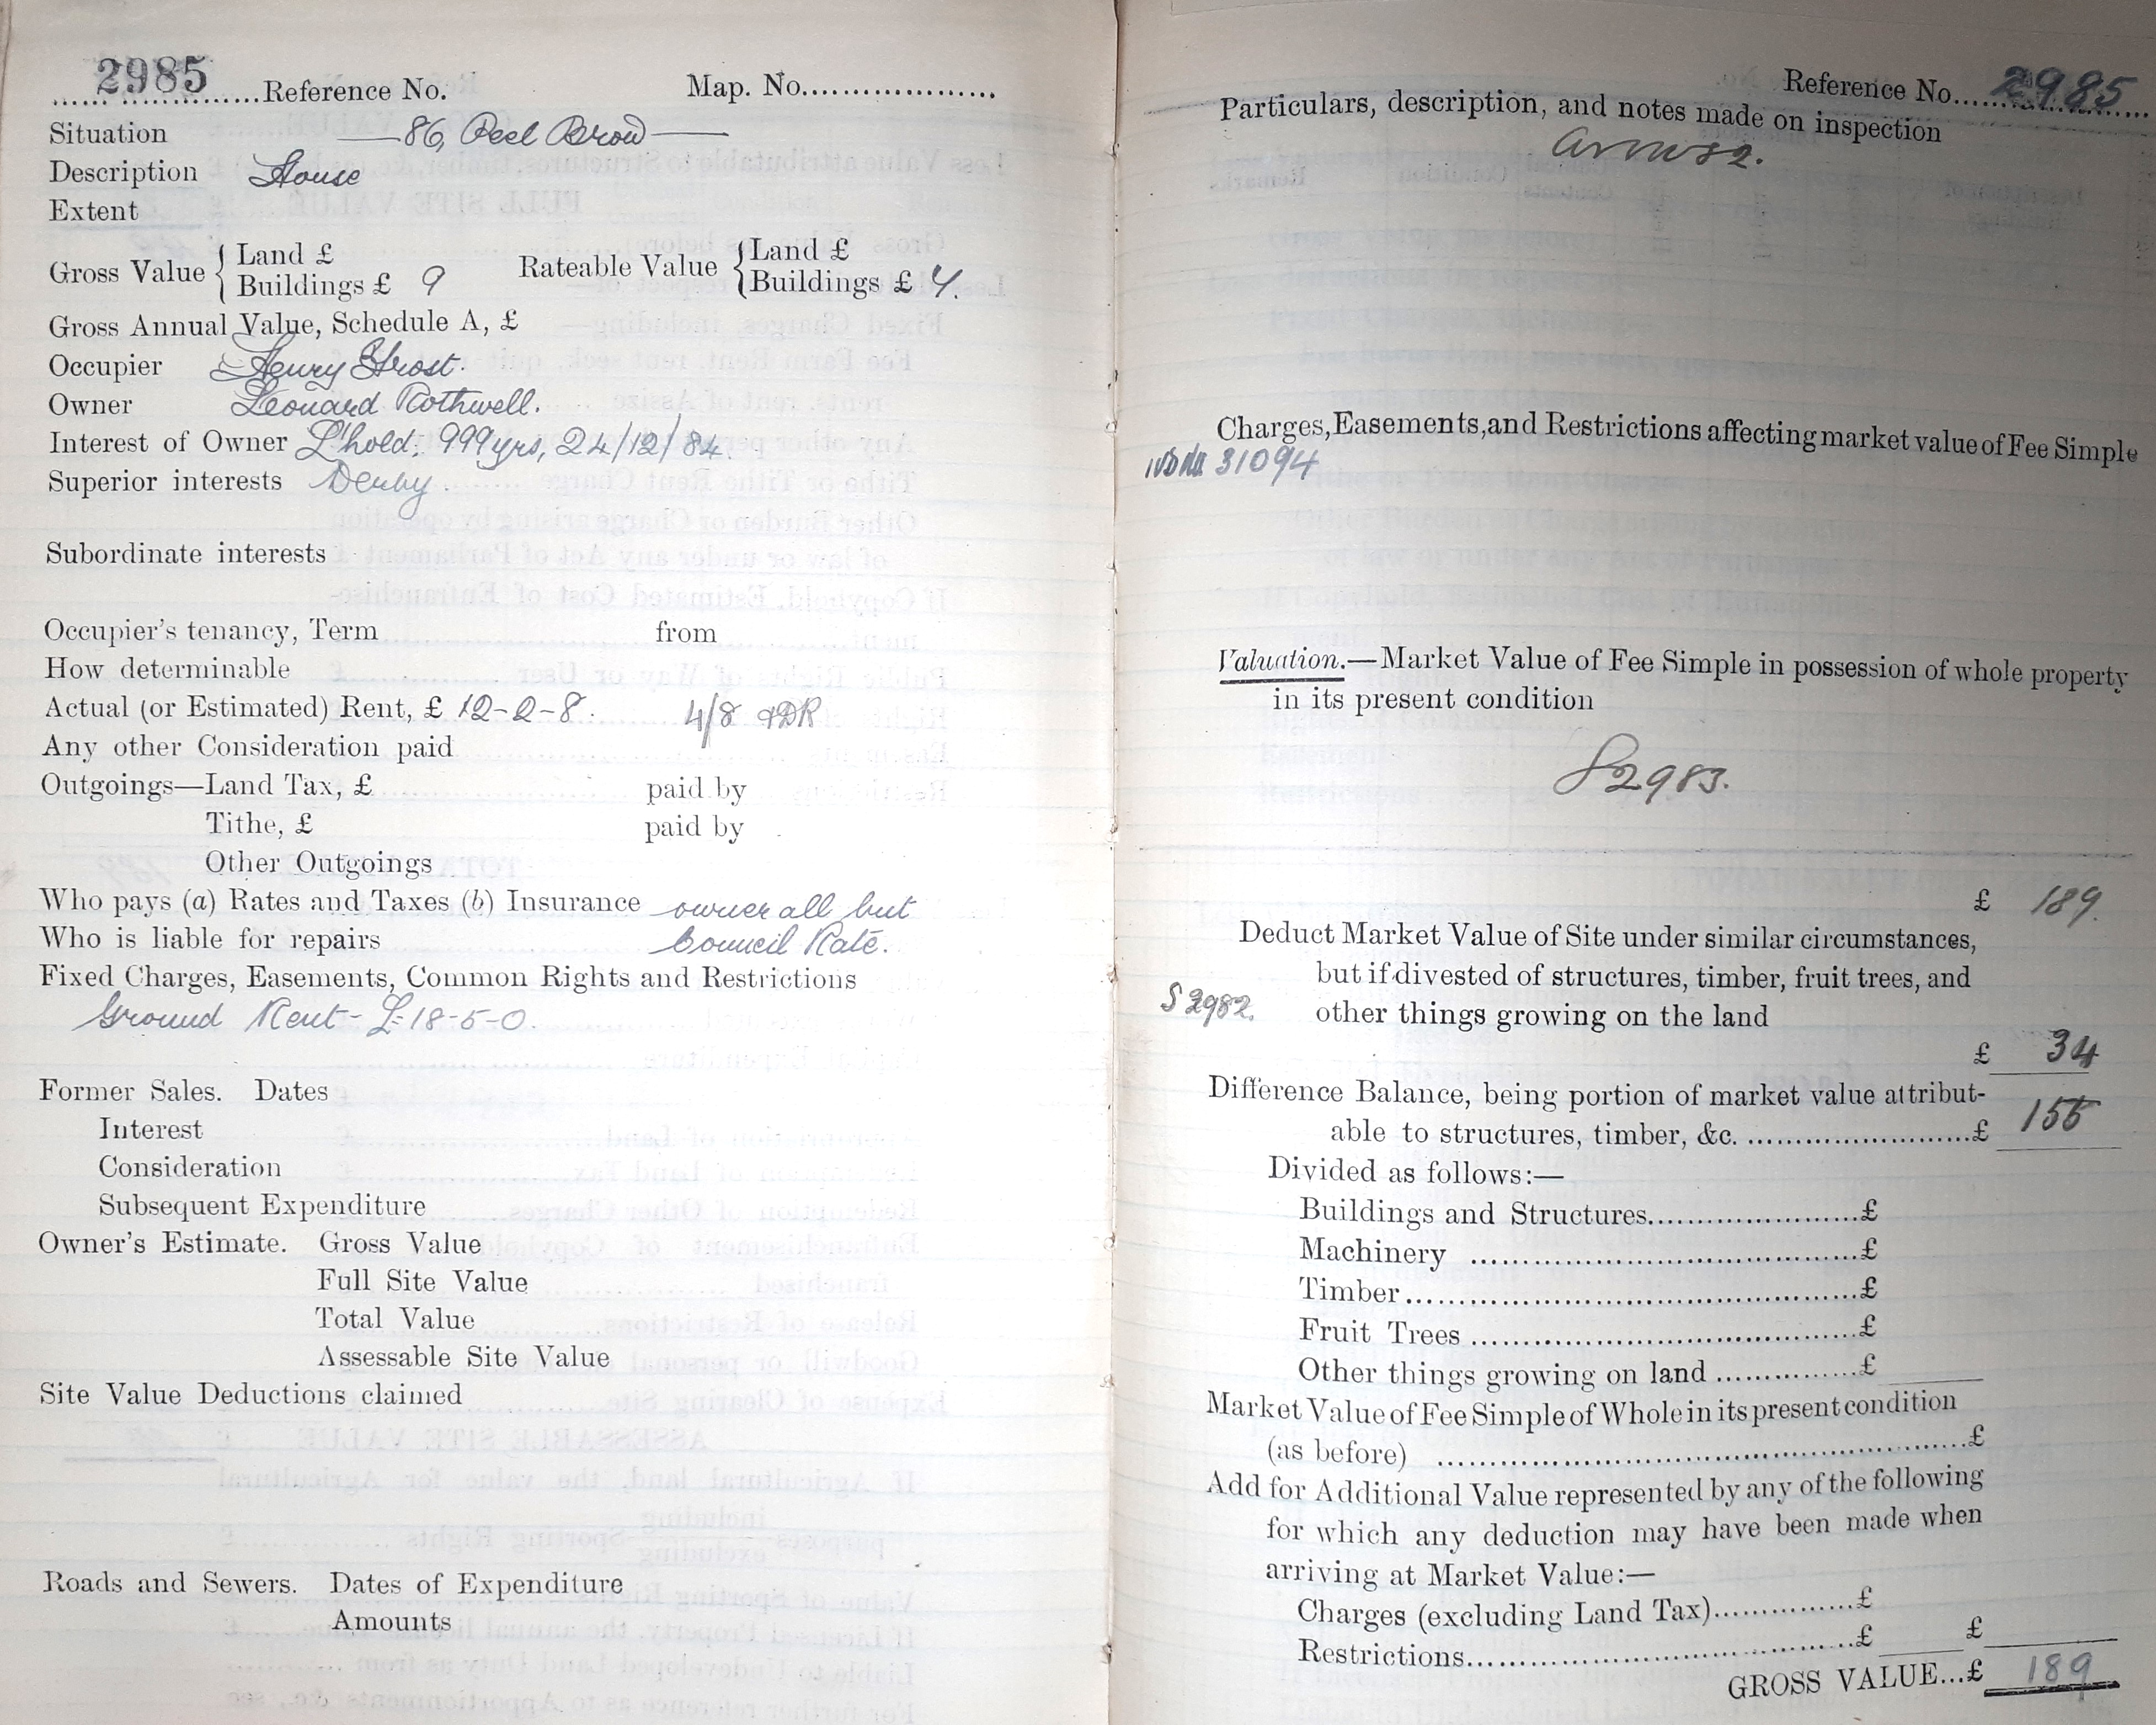 2985 Reference No. Map. No.
Situation 86, Peel Brow
Description House
Extent
Gross Value { Land £
Buildings £ 9
Rateable Value { Land £
Buildings £ 4.
Gross Annual Value, Schedule A, £
Occupier Henry Frost.
Owner Leonard Rothwell.
Interest of Owner L'hold; 999 yrs, 24/12/84.
Superior interests Derby
Subordinate interests
Occupier's tenancy, Term from
How determinable
Actual (or Estimated) Rent, £ 12-2-8. 4/8
Any other Consideration paid
Outgoings—Land Tax, £ paid by
Tithe, £ paid by
Other Outgoings
Who pays (a) Rates and Taxes (b) Insurance owner all but
Who is liable for repairs Council Rate.
Fixed Charges, Easements, Common Rights and Restrictions
Ground Rent - £18-5-0.
Former Sales. Dates
Interest
Consideration
Subsequent Expenditure
Owner's Estimate. Gross Value
Full Site Value
Total Value
Assessable Site Value
Site Value Deductions claimed
Roads and Sewers. Dates of Expenditure
Amounts
Reference No. 2985
Particulars, description, and notes made on inspection
Charges, Easements, and Restrictions affecting market value of Fee Simple
31094
Valuation.—Market Value of Fee Simple in possession of whole property
in its present condition
S2983.
£ 189.
Deduct Market Value of Site under similar circumstances,
but if divested of structures, timber, fruit trees, and
S 2982. other things growing on the land
£ 34
Difference Balance, being portion of market value attribut-
able to structures, timber, &c. £ 155
Divided as follows:—
Buildings and Structures £
Machinery £
Timber £
Fruit Trees £
Other things growing on land £
Market Value of Fee Simple of Whole in its present condition
(as before) £
Add for Additional Value represented by any of the following
for which any deduction may have been made when
arriving at Market Value:—
Charges (excluding Land Tax) £
Restrictions £ £
GROSS VALUE...£ 189